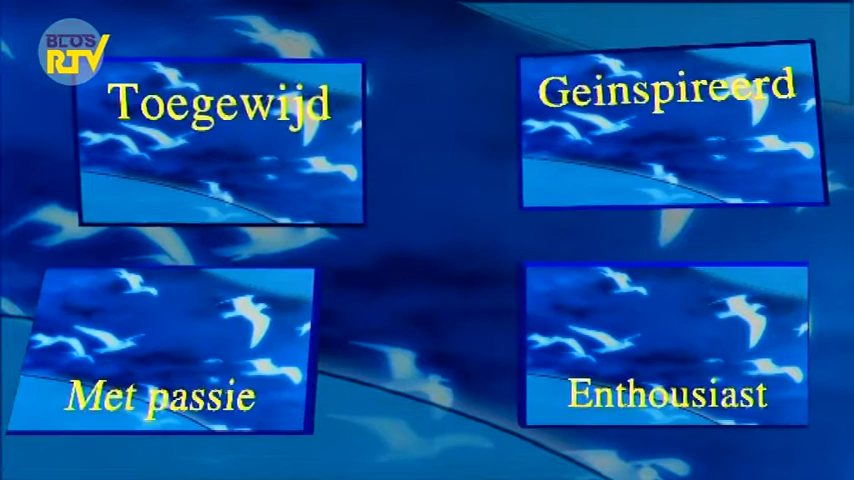 BLOS
RTV
Toegewijd
Geinspireerd
Met passie
Enthousiast